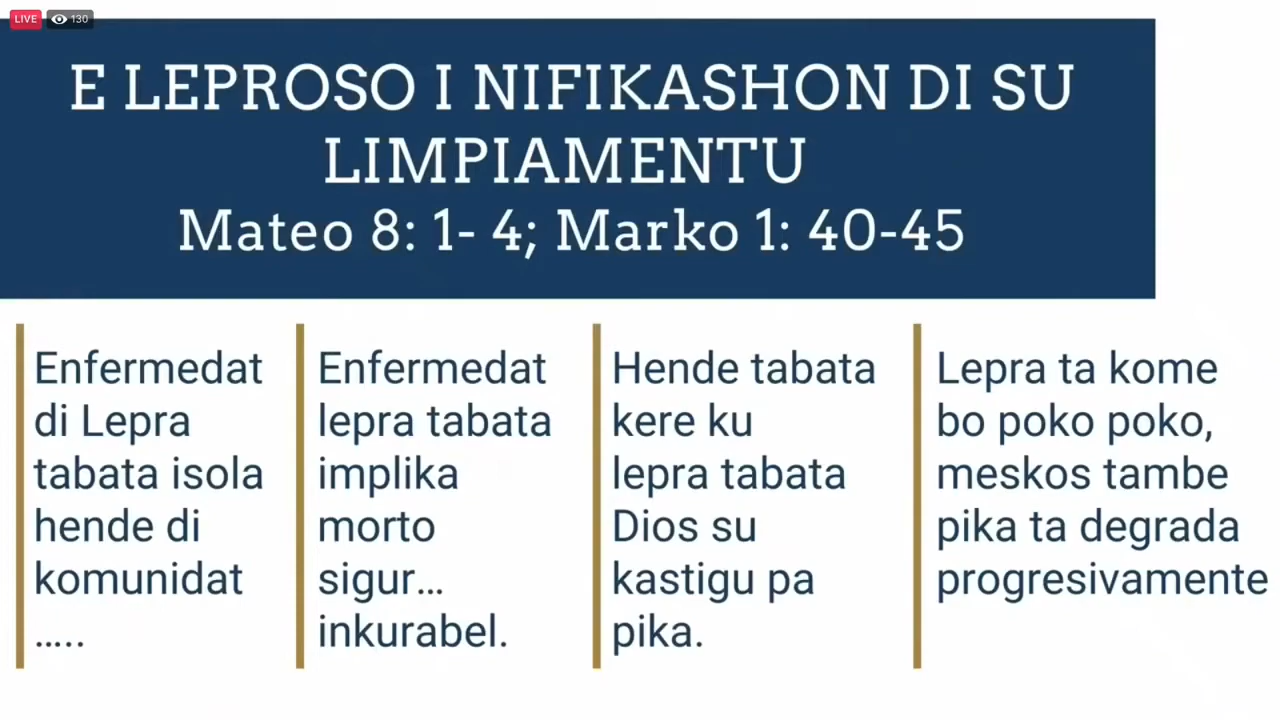 LIVE 130
E LEPROSO I NIFIKASHON DI SU
LIMPIAMENTU
Mateo 8: 1- 4; Marko 1: 40-45
Enfermedat
di Lepra
tabata isola
hende di
komunidat
.....
Enfermedat
lepra tabata
implika
morto
sigur...
inkurabel.
Hende tabata
kere ku
lepra tabata
Dios su
kastigu pa
pika.
Lepra ta kome
bo poko poko,
meskos tambe
pika ta degrada
progresivamente